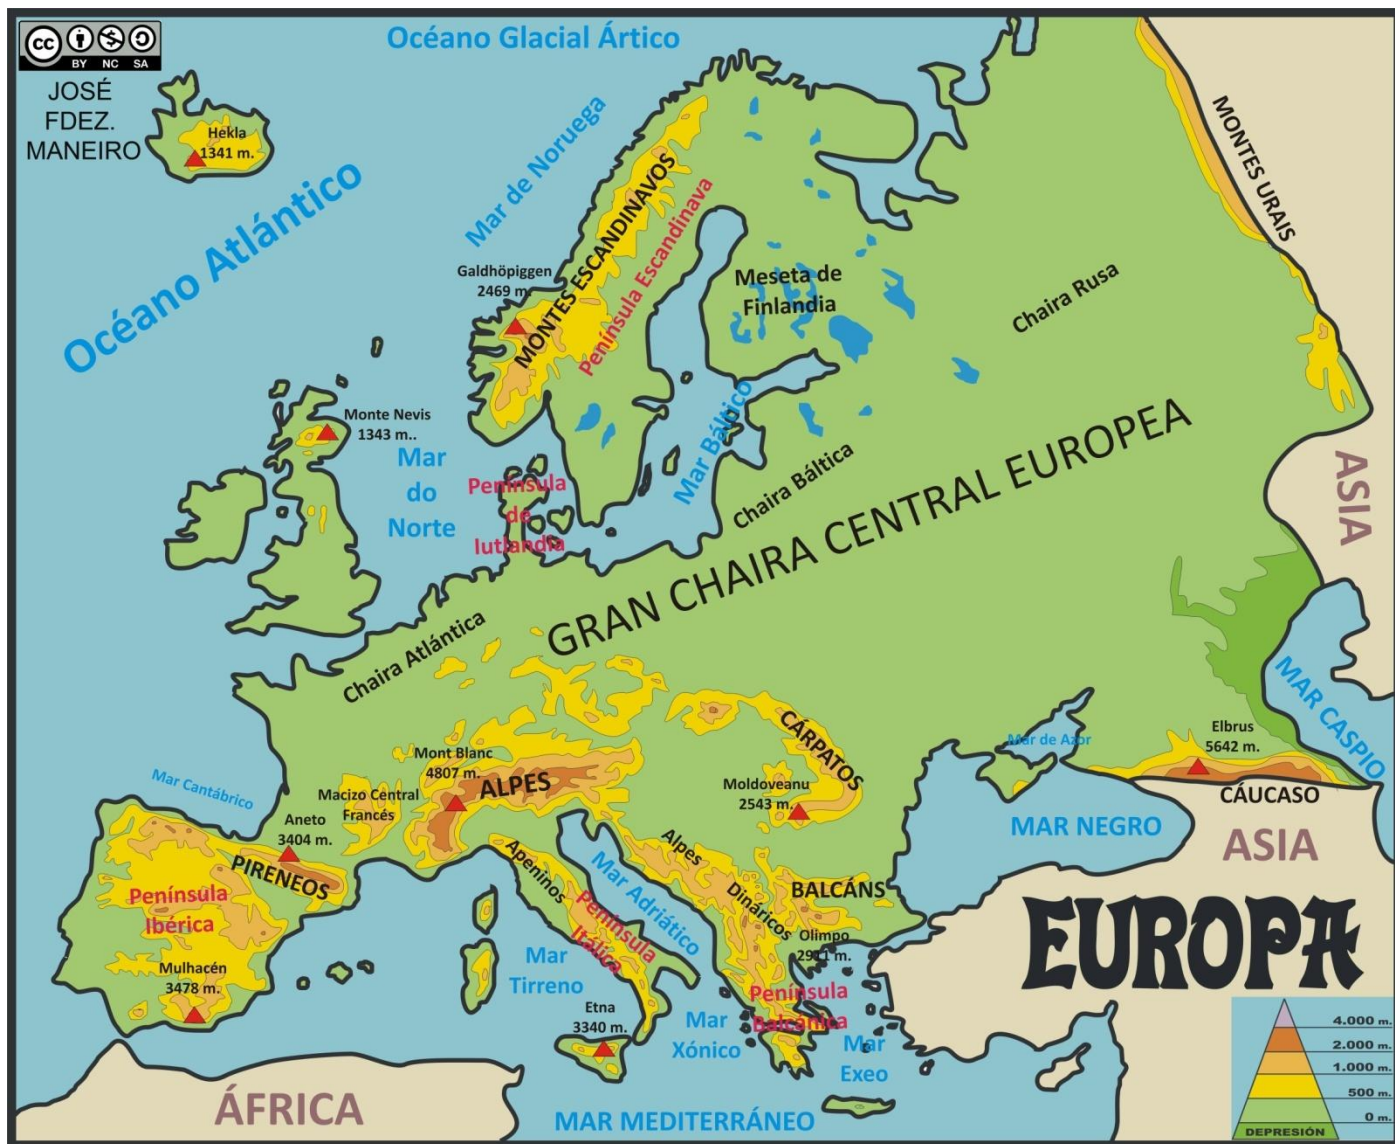 cc
BY NC SA
JOSÉ
FDEZ.
MANEIRO
Océano Glacial Ártico
Hekla
1341 m.
Océano Atlántico
Mar de Noruega
MONTES ESCANDINAVOS
Península Escandinava
Galdhöpiggen
2469 m.
Meseta de
Finlandia
MONTES URAIS
Chaira Rusa
Monte Nevis
1343 m..
Mar
do
Norte
Península
de
Iutlandia
Mar Báltico
Chaira Báltica
GRAN CHAIRA CENTRAL EUROPEA
ASIA
Chaira Atlántica
MAR CASPIO
Mar Cantábrico
Mont Blanc
4807 m.
ALPES
Macizo Central
Francés
CÁRPATOS
Moldoveanu
2543 m.
Mar de Azor
Elbrus
5642 m.
CÁUCASO
Aneto
3404 m.
PIRENEOS
MAR NEGRO
ASIA
Península
Ibérica
Apeninos
Península
Itálica
Mar Adriático
Alpes
Dináricos
BALCÁNS
Olimpo
2911 m.
Mulhacén
3478 m.
Mar
Tirreno
Etna
3340 m.
Mar
Xónico
Península
Balcánica
Mar
Exeo
EUROPA
ÁFRICA
MAR MEDITERRÁNEO
4.000 m.
2.000 m.
1.000 m.
500 m.
0 m.
DEPRESIÓN